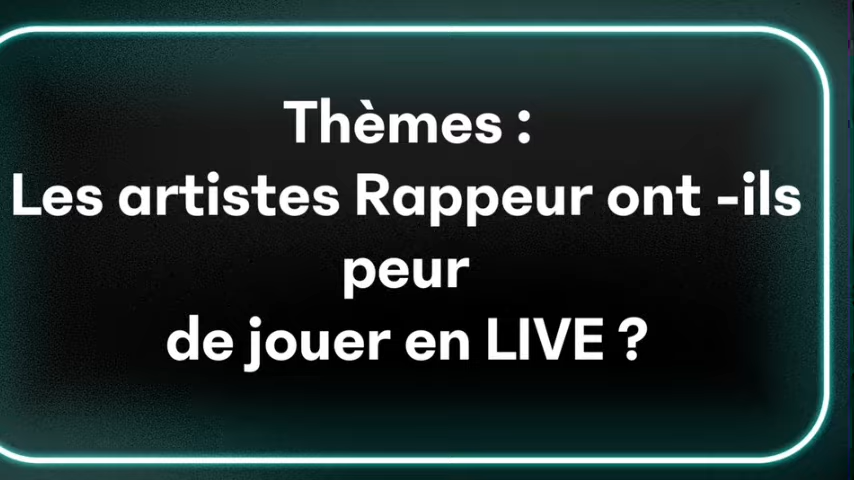 Thèmes :
Les artistes Rappeur ont -ils
peur
de jouer en LIVE ?